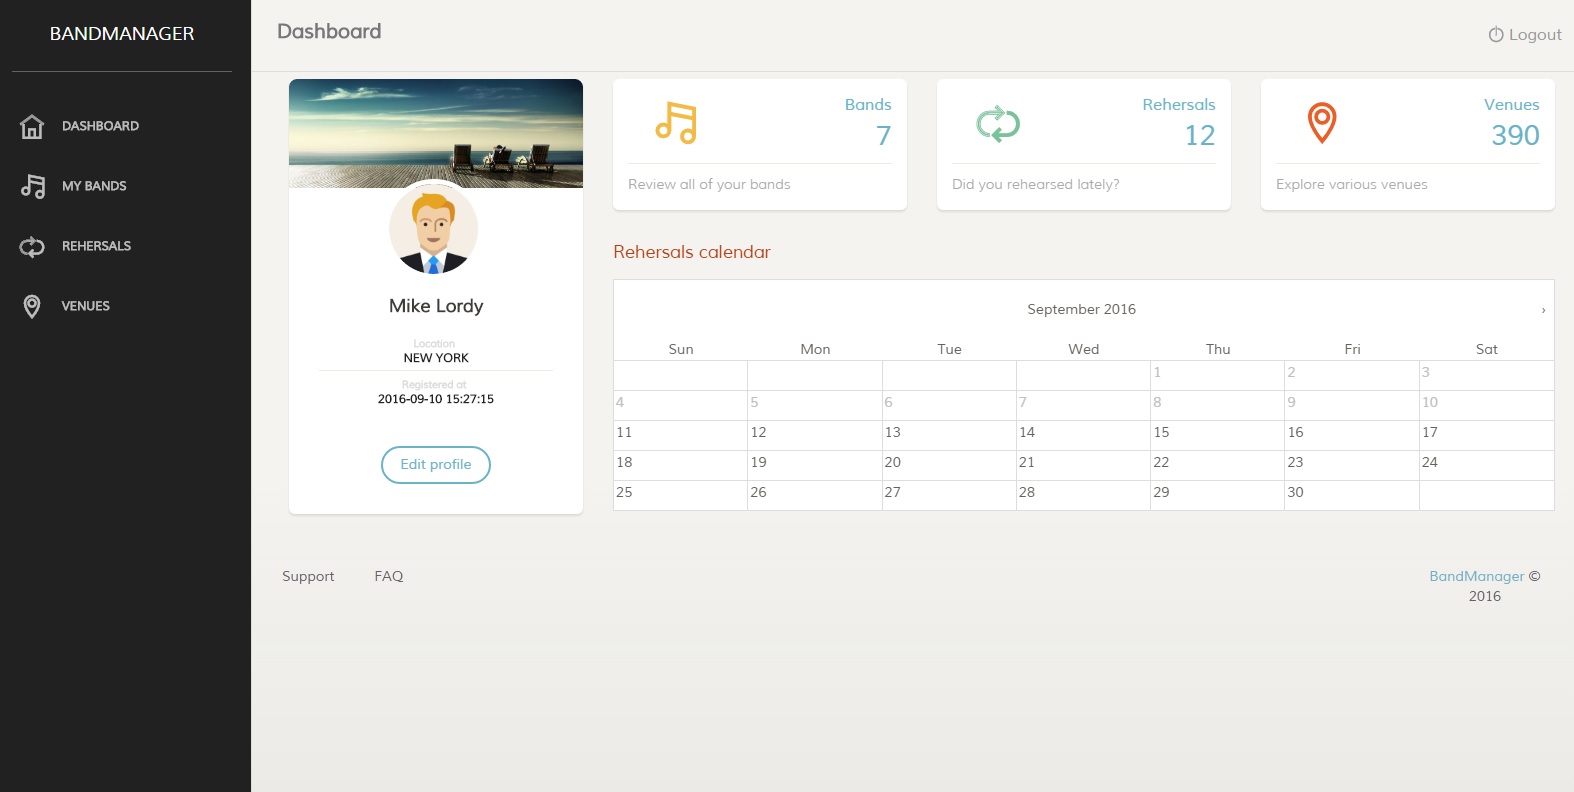 BANDMANAGER
DASHBOARD
MY BANDS
REHERSALS
VENUES
Dashboard
Logout
Mike Lordy
Location
NEW YORK
Registered at
2016-09-10 15:27:15
Edit profile
Bands
7
Review all of your bands
Rehersals
12
Did you rehearsed lately?
Venues
390
Explore various venues
Rehersals calendar
September 2016 ›
Sun Mon Tue Wed Thu Fri Sat
1 2 3
4 5 6 7 8 9 10
11 12 13 14 15 16 17
18 19 20 21 22 23 24
25 26 27 28 29 30
Support FAQ
BandManager ©
2016